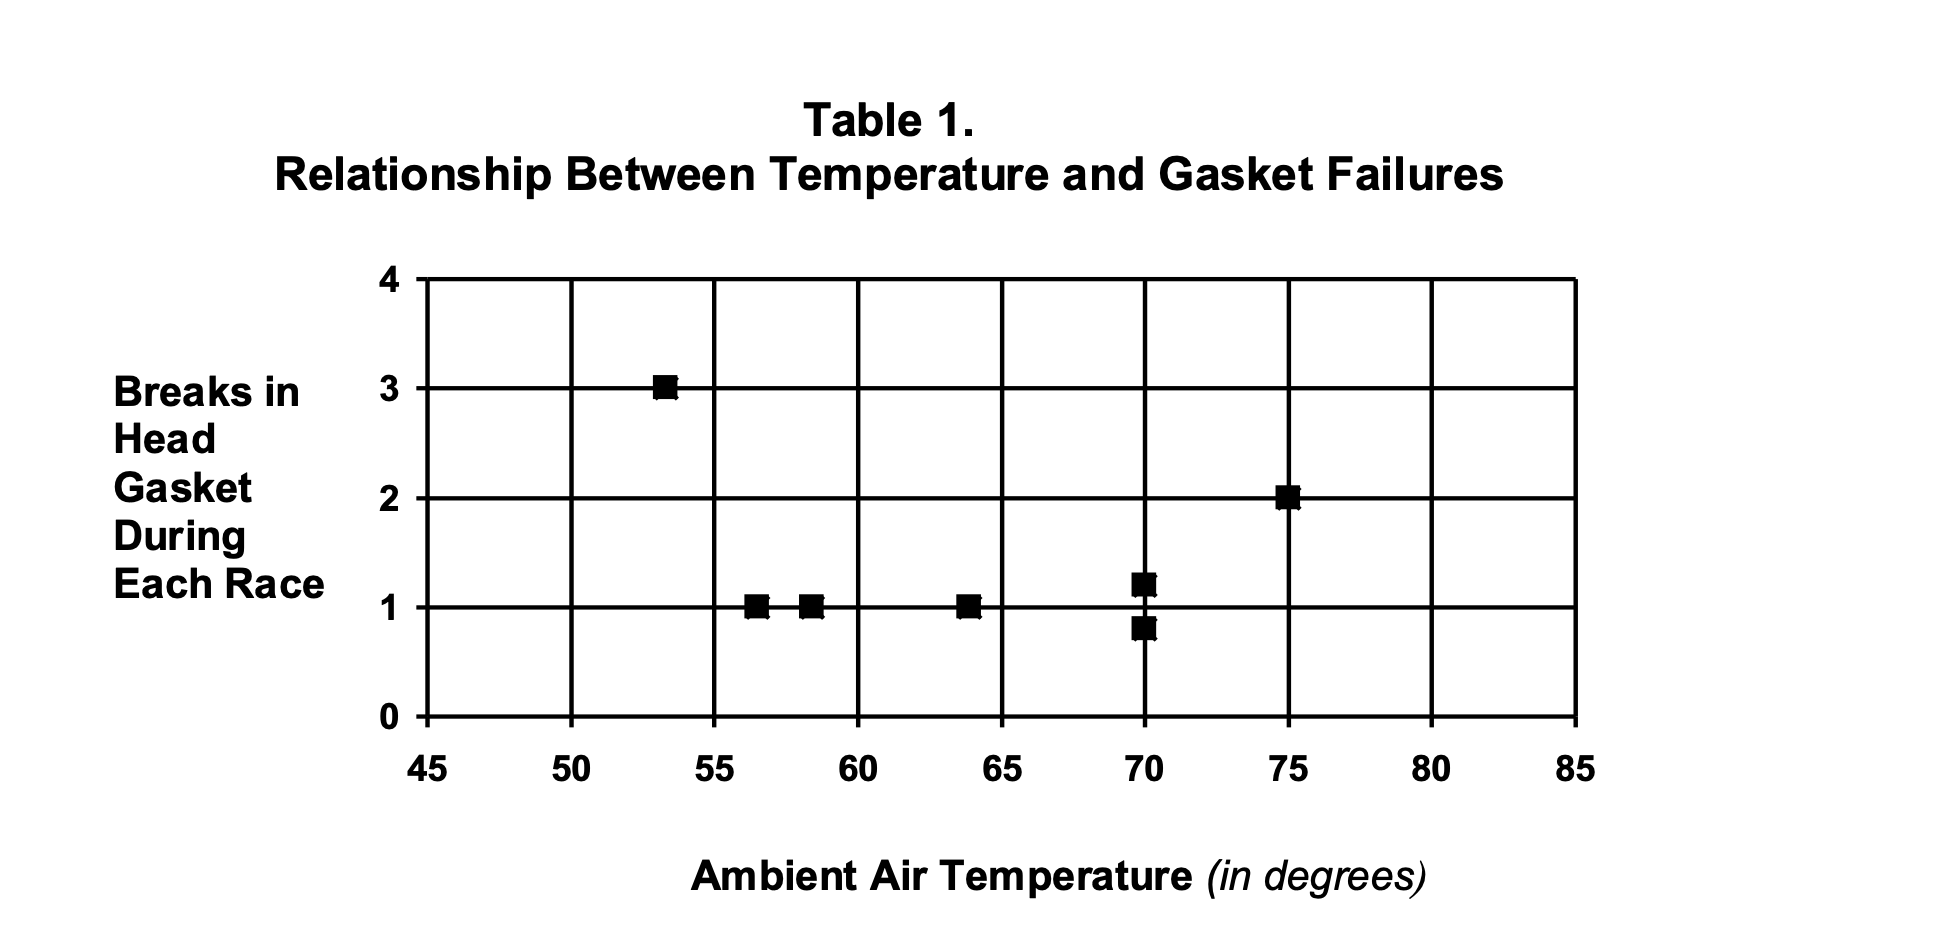 Table 1.
Relationship Between Temperature and Gasket Failures
Breaks in
Head
Gasket
During
Each Race
4
3
2
1
0
45 50 55 60 65 70 75 80 85
Ambient Air Temperature (in degrees)